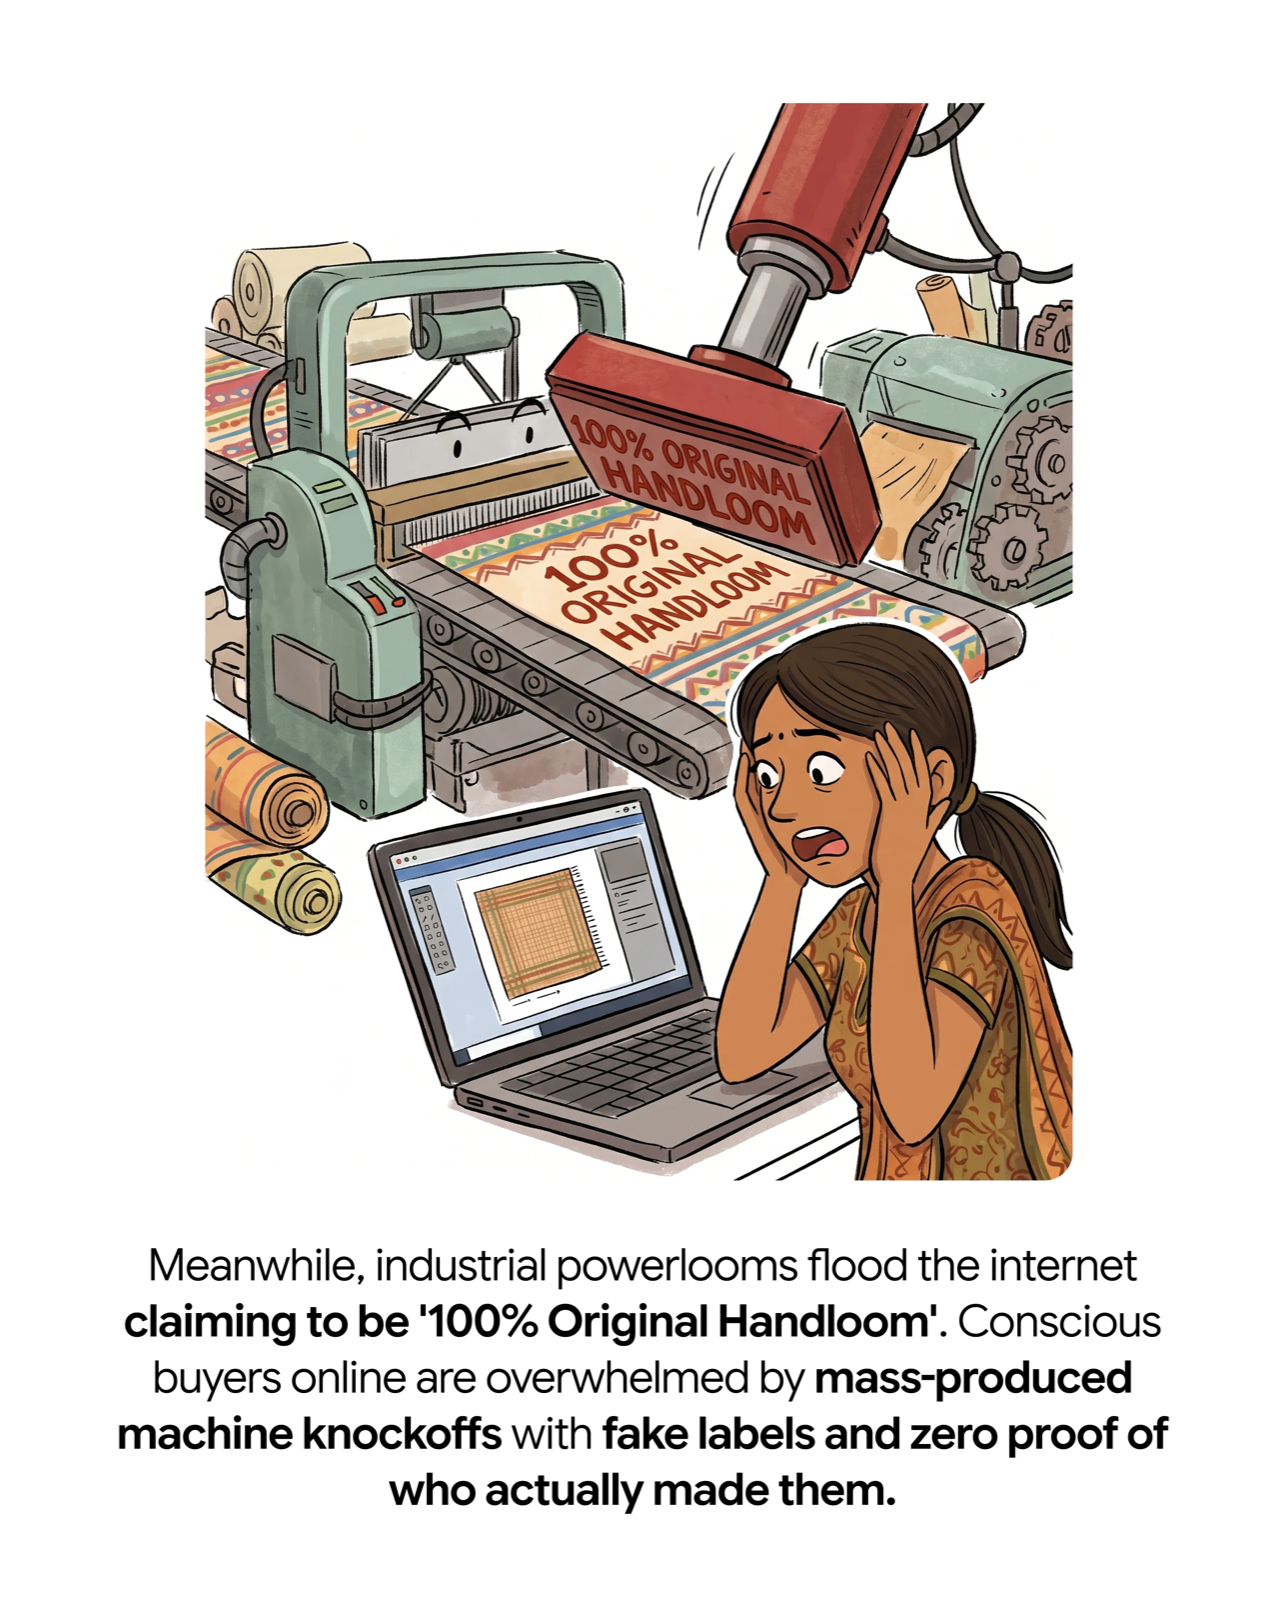 100% ORIGINAL
HANDLOOM
100%
ORIGINAL
HANDLOOM
Meanwhile, industrial powerlooms flood the internet
claiming to be '100% Original Handloom'. Conscious
buyers online are overwhelmed by mass-produced
machine knockoffs with fake labels and zero proof of
who actually made them.